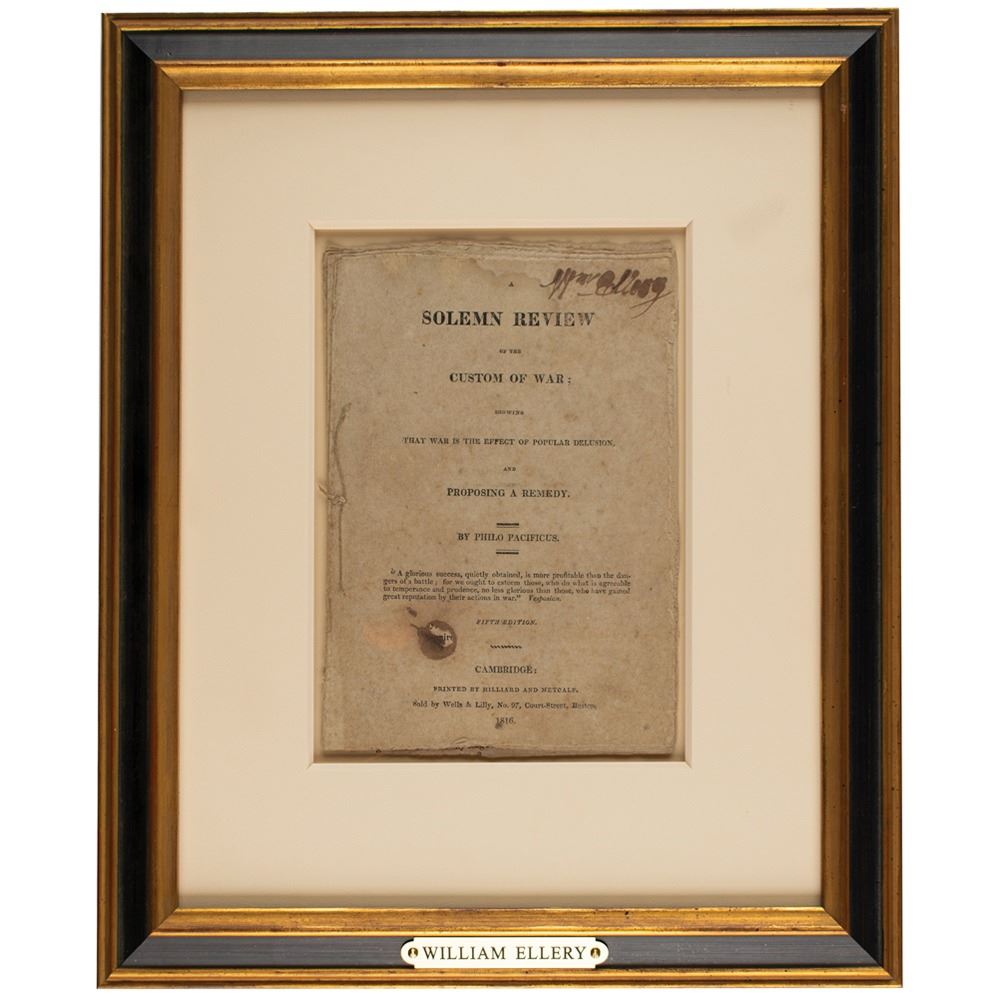 Wm Ellery
A
SOLEMN REVIEW
OF THE
CUSTOM OF WAR;
SHOWING
THAT WAR IS THE EFFECT OF POPULAR DELUSION,
AND
PROPOSING A REMEDY.
BY PHILO PACIFICUS.
"A glorious success, quietly obtained, is more profitable than the dan-
gers of a battle; for we ought to esteem those, who do what is agreeable
to temperance and prudence, no less glorious than those, who have gained
great reputation by their actions in war." Vespasian.
FIFTH EDITION.
CAMBRIDGE:
PRINTED BY HILLIARD AND METCALF.
Sold by Wells & Lilly, No. 97, Court-Street, Boston.
1816.
WILLIAM ELLERY